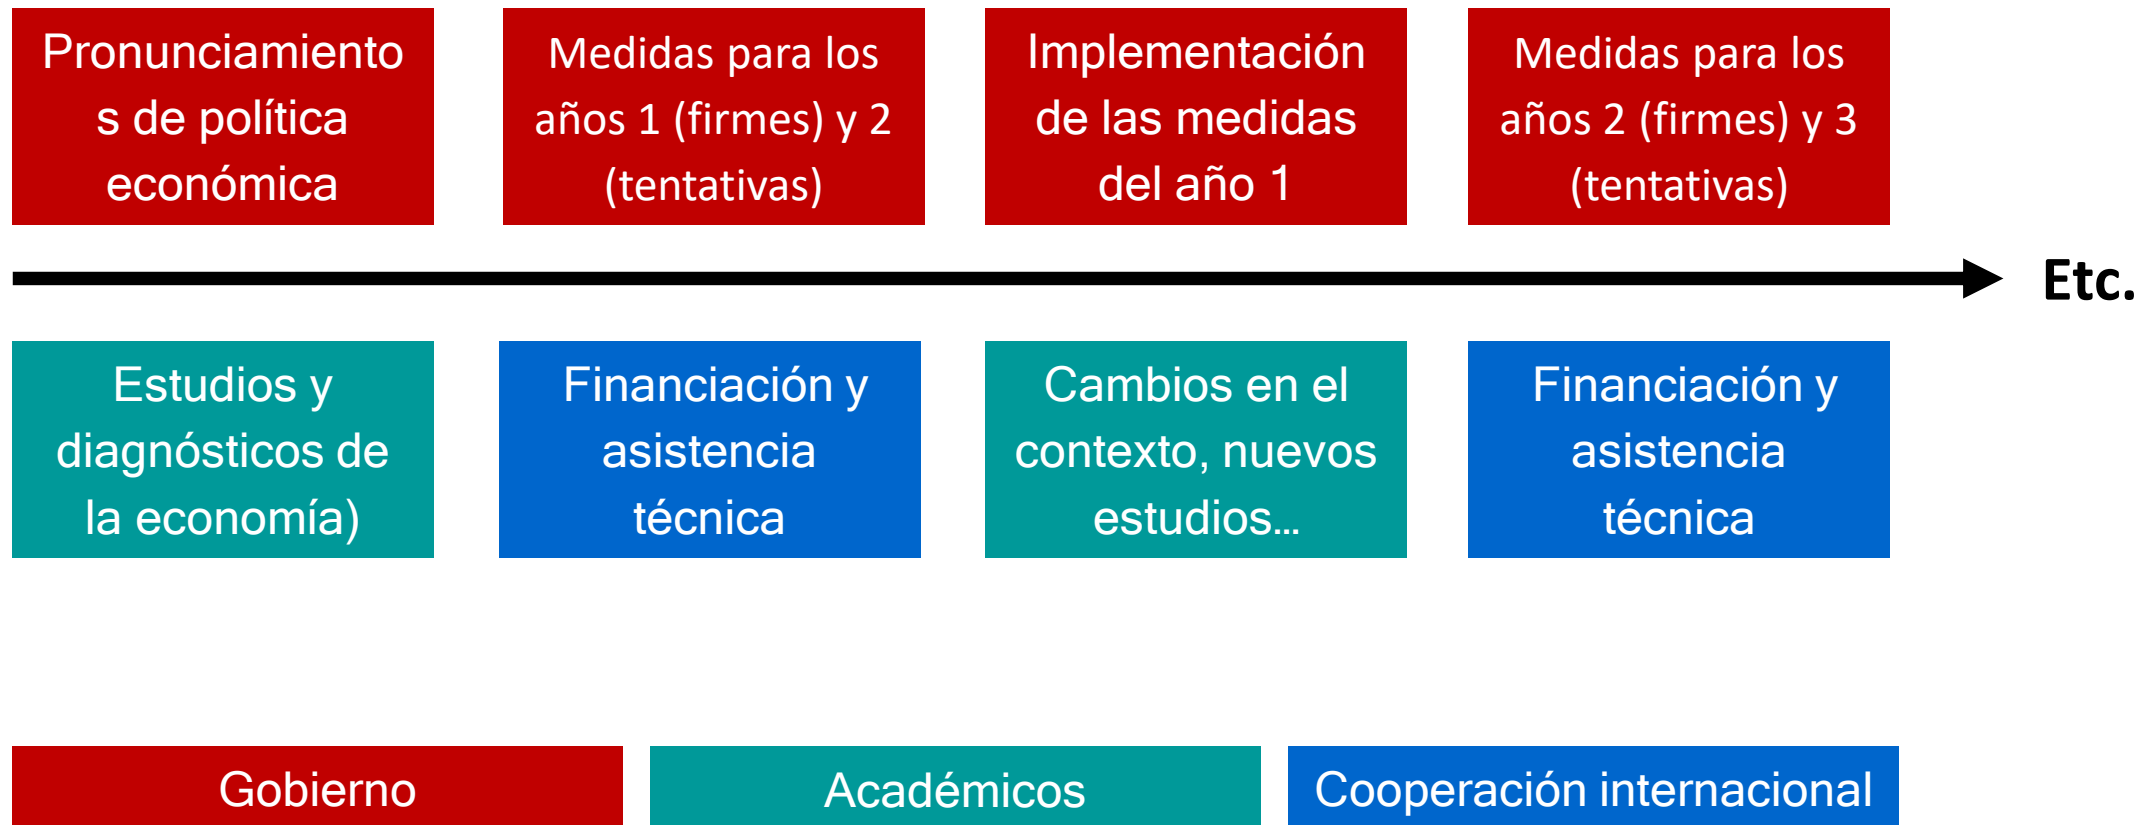 Pronunciamiento
s de política
económica
Medidas para los
años 1 (firmes) y 2
(tentativas)
Implementación
de las medidas
del año 1
Medidas para los
años 2 (firmes) y 3
(tentativas)
Etc.
Estudios y
diagnósticos de
la economía)
Financiación y
asistencia
técnica
Cambios en el
contexto, nuevos
estudios...
Financiación y
asistencia
técnica
Gobierno
Académicos
Cooperación internacional